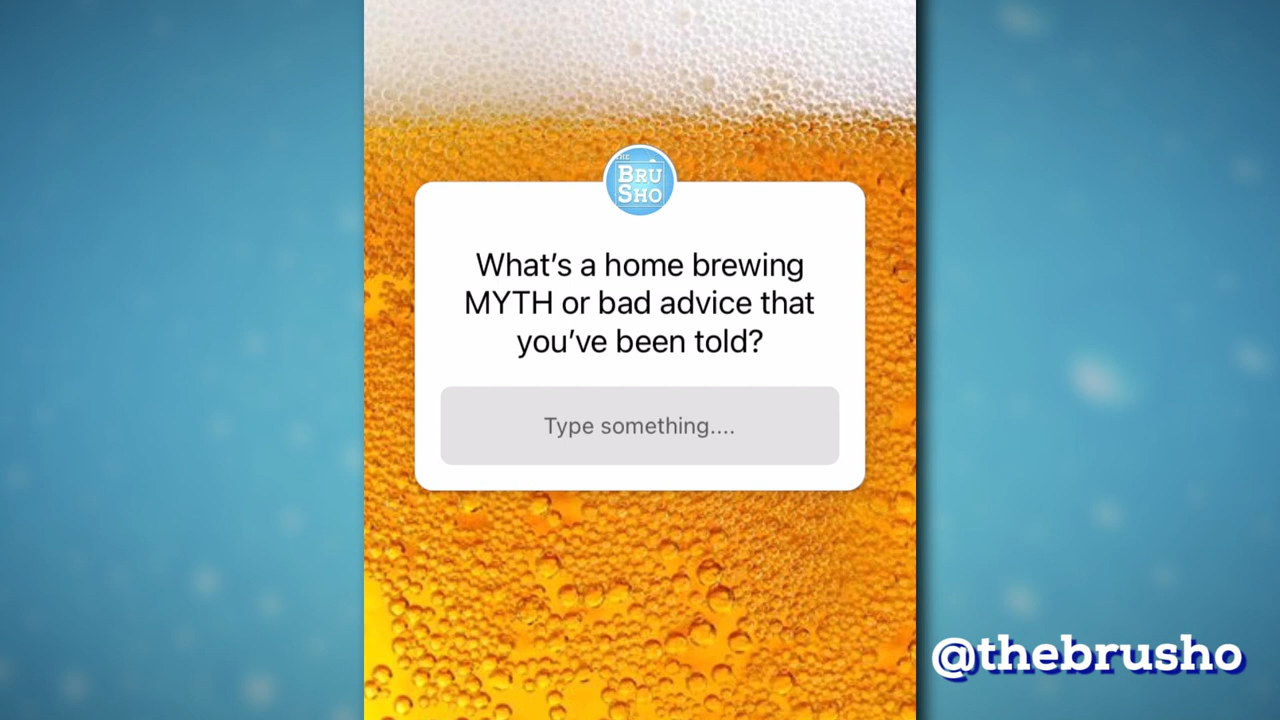 THE
BRU
SHO
What's a home brewing
MYTH or bad advice that
you've been told?
Type something....
@thebrusho